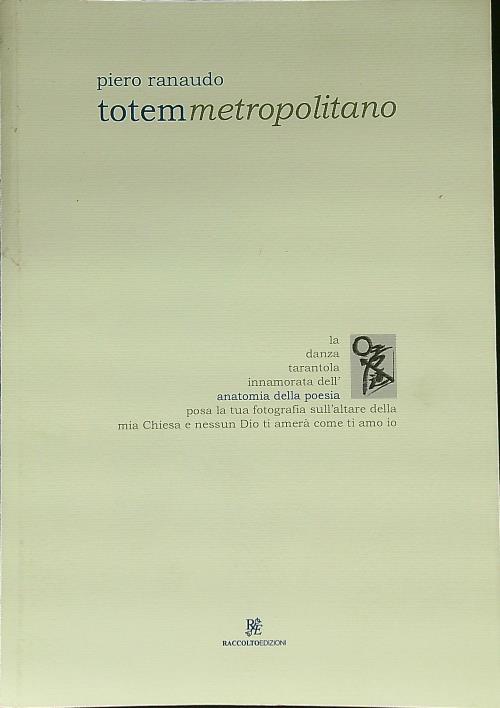 piero ranaudo
totemmetropolitano
la
danza
tarantola
innamorata dell'
anatomia della poesia
posa la tua fotografia sull'altare della
mia Chiesa e nessun Dio ti amerà come ti amo io
RACCOLTOEDIZIONI